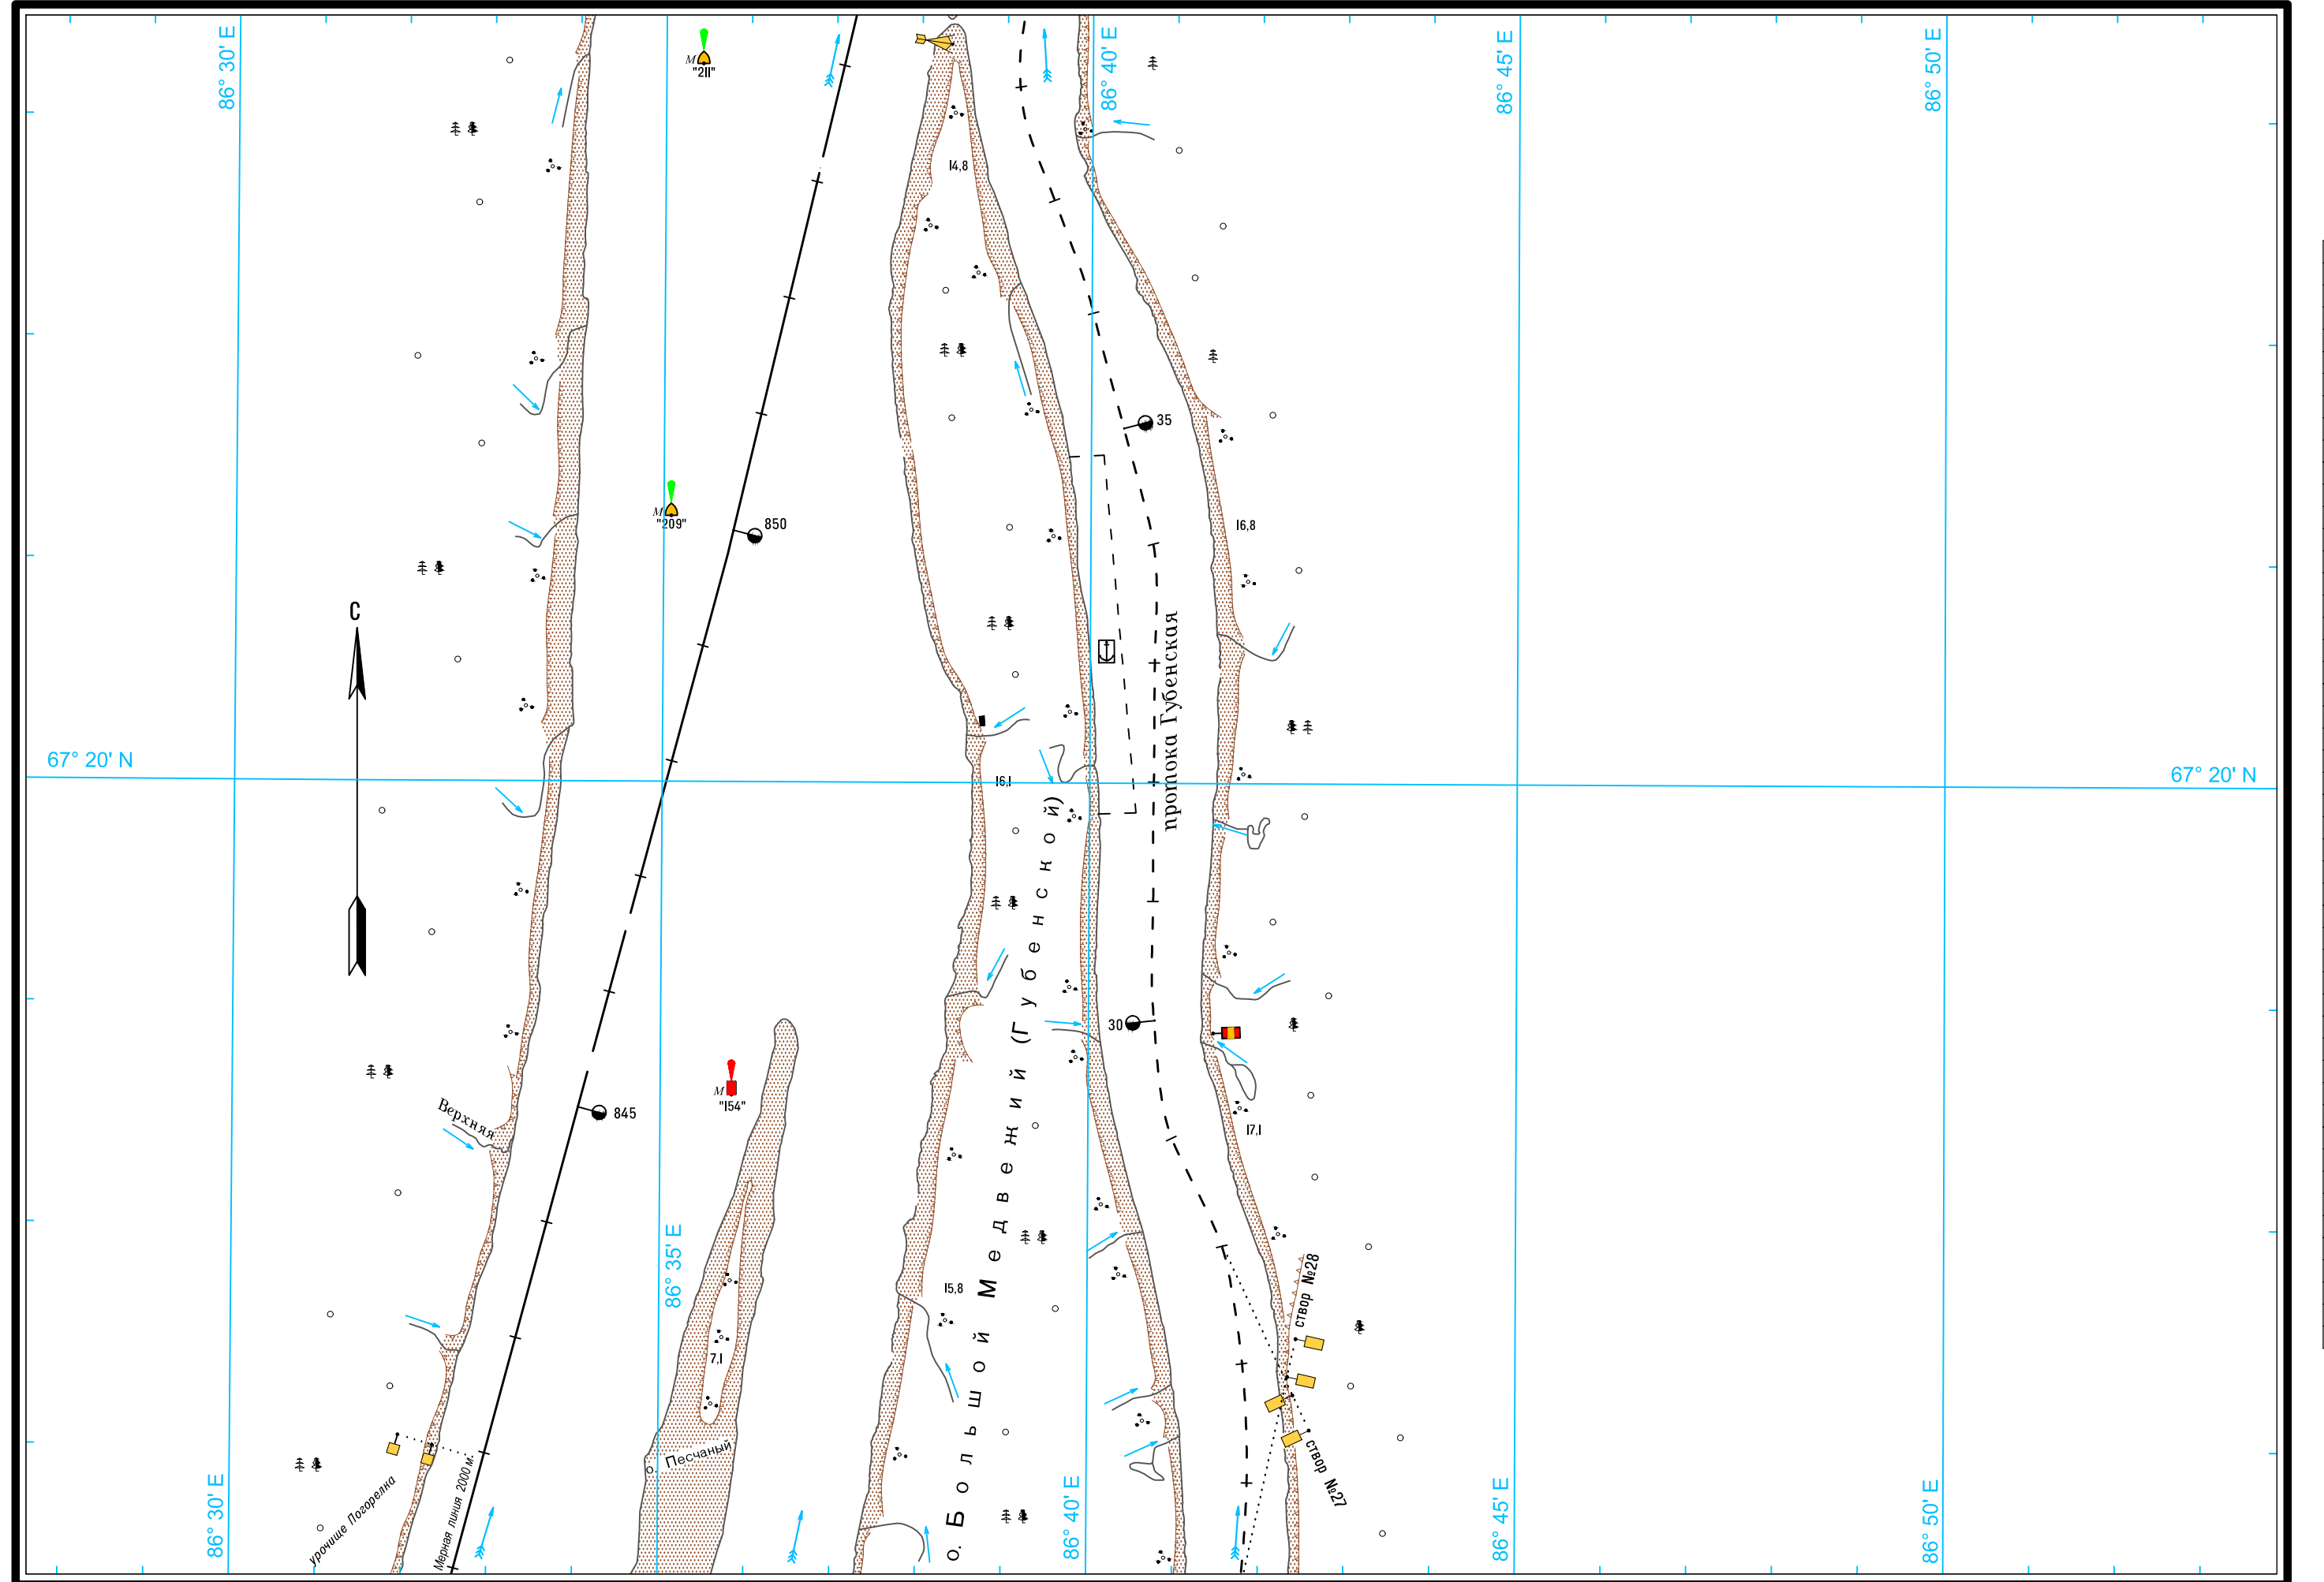 86° 30' E
86° 40' E
86° 45' E
86° 50' E
М
"2II"
I4,8
35
850
М
"209"
I6,8
С
протока Губенская
67° 20' N
67° 20' N
I6,I
о. Большой Медвежий (Губенской)
30
М
"I54"
845
Верхняя
I7,I
86° 35' E
I5,8
створ №28
7,I
о. Песчаный
створ №27
урочище Погорелка
Мерная линия 2000 м.
86° 30' E
86° 40' E
86° 45' E
86° 50' E